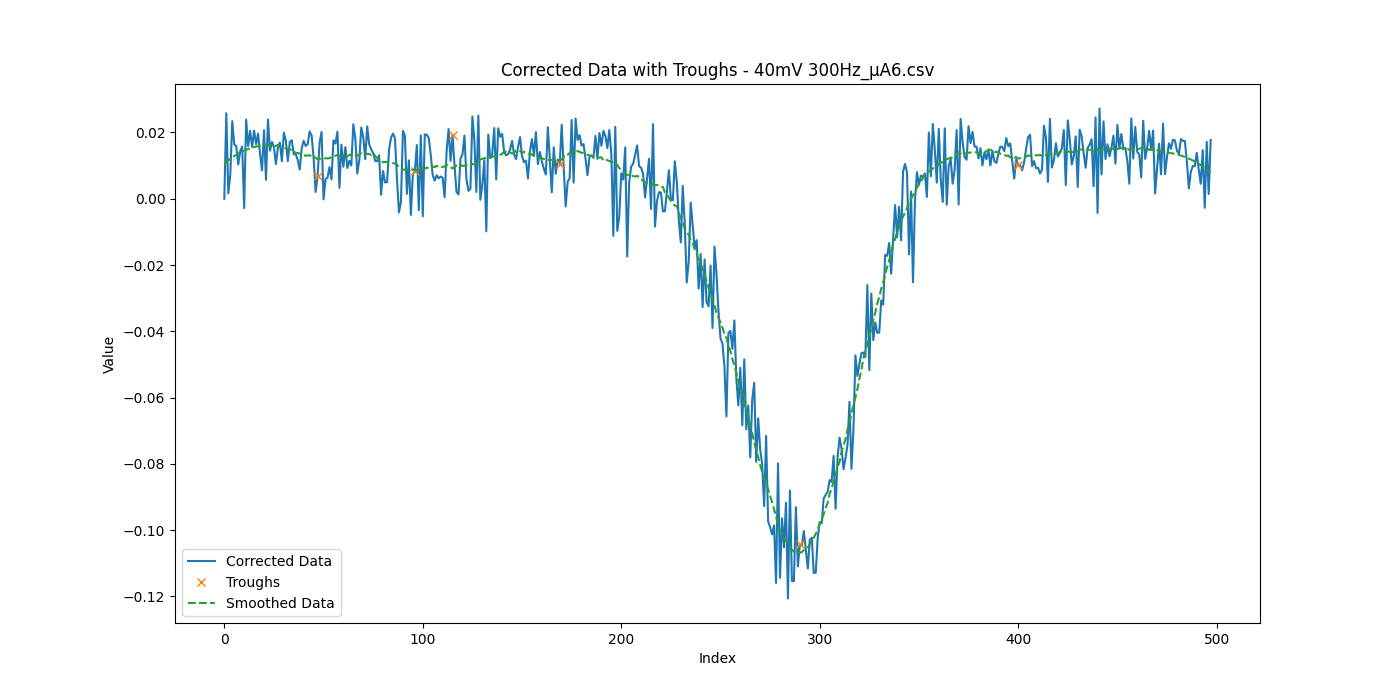 Corrected Data with Troughs - 40mV 300Hz_µA6.csv
Value
0.02
0.00
−0.02
−0.04
−0.06
−0.08
−0.10
−0.12
Corrected Data
Troughs
Smoothed Data
0 100 200 300 400 500
Index